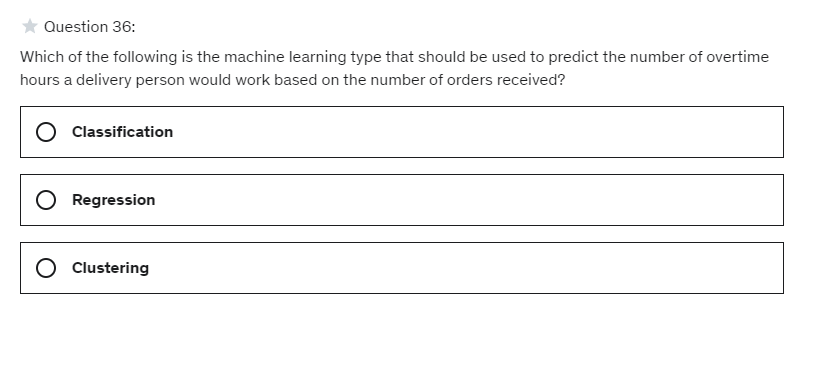 Question 36:
Which of the following is the machine learning type that should be used to predict the number of overtime
hours a delivery person would work based on the number of orders received?
Classification
Regression
Clustering